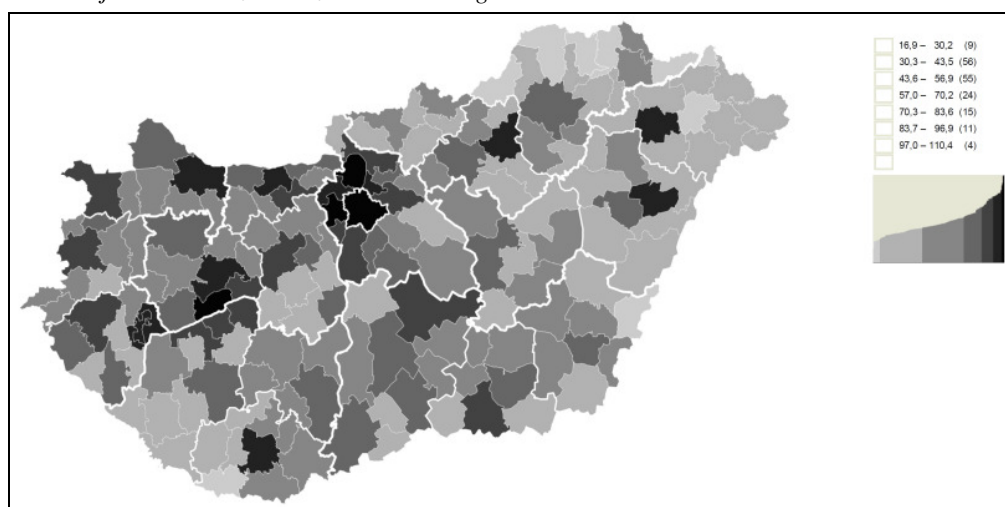 16,9 – 30,2 (9)
30,3 – 43,5 (56)
43,6 – 56,9 (55)
57,0 – 70,2 (24)
70,3 – 83,6 (15)
83,7 – 96,9 (11)
97,0 – 110,4 (4)